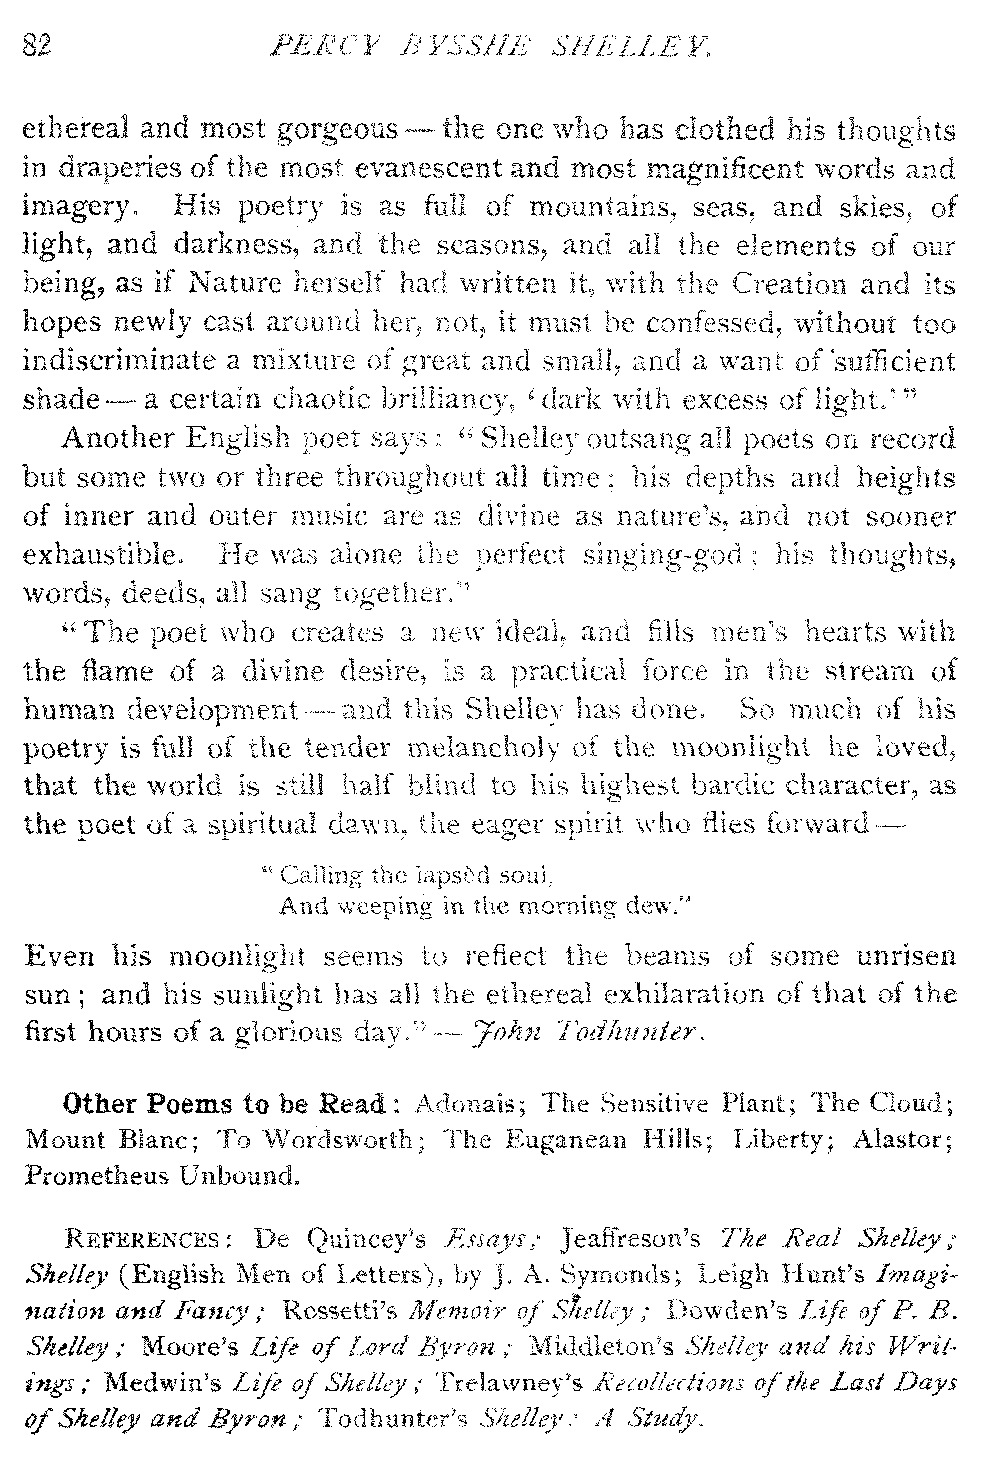 82 PERCY BYSSHE SHELLEY.
ethereal and most gorgeous — the one who has clothed his thoughts
in draperies of the most evanescent and most magnificent words and
imagery. His poetry is as full of mountains, seas, and skies, of
light, and darkness, and the seasons, and all the elements of our
being, as if Nature herself had written it, with the Creation and its
hopes newly cast around her, not, it must be confessed, without too
indiscriminate a mixture of great and small, and a want of sufficient
shade — a certain chaotic brilliancy, ‘dark with excess of light.’”
Another English poet says: “Shelley outsang all poets on record
but some two or three throughout all time; his depths and heights
of inner and outer music are as divine as nature’s, and not sooner
exhaustible. He was alone the perfect singing-god; his thoughts,
words, deeds, all sang together.”
“The poet who creates a new ideal, and fills men’s hearts with
the flame of a divine desire, is a practical force in the stream of
human development — and this Shelley has done. So much of his
poetry is full of the tender melancholy of the moonlight he loved,
that the world is still half blind to his highest bardic character, as
the poet of a spiritual dawn, the eager spirit who flies forward —
“Calling the lapsèd soul,
And weeping in the morning dew.”
Even his moonlight seems to reflect the beams of some unrisen
sun; and his sunlight has all the ethereal exhilaration of that of the
first hours of a glorious day.” — John Todhunter.
Other Poems to be Read: Adonais; The Sensitive Plant; The Cloud;
Mount Blanc; To Wordsworth; The Euganean Hills; Liberty; Alastor;
Prometheus Unbound.
REFERENCES: De Quincey’s Essays; Jeaffreson’s The Real Shelley;
Shelley (English Men of Letters), by J. A. Symonds; Leigh Hunt’s Imagi-
nation and Fancy; Rossetti’s Memoir of Shelley; Dowden’s Life of P. B.
Shelley; Moore’s Life of Lord Byron; Middleton’s Shelley and his Writ-
ings; Medwin’s Life of Shelley; Trelawney’s Recollections of the Last Days
of Shelley and Byron; Todhunter’s Shelley: A Study.